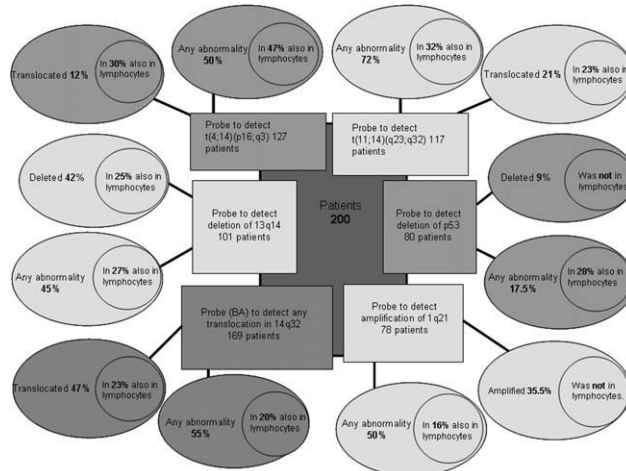 Translocated 12%
In 30% also in
lymphocytes
Any abnormality
50%
In 47% also in
lymphocytes
Any abnormality
72%
In 32% also in
lymphocytes
Translocated 21%
In 23% also in
lymphocytes
Probe to detect
t(4;14)(p16;q3) 127
patients
Probe to detect
t(11;14)(q23;q32) 117
patients
Deleted 42%
In 25% also in
lymphocytes
Probe to detect
deletion of 13q14
101 patients
Patients
200
Probe to detect
deletion of p53
80 patients
Deleted 9%
Was not in
lymphocytes
Any abnormality
45%
In 27% also in
lymphocytes
Any abnormality
17.5%
In 28% also in
lymphocytes
Probe (BA) to detect any
translocation in 14q32
169 patients
Probe to detect
amplification of 1q21
78 patients
Translocated 47%
In 23% also in
lymphocytes
Any abnormality
55%
In 20% also in
lymphocytes
Any abnormality
50%
In 16% also in
lymphocytes
Amplified 35.5%
Was not in
lymphocytes.